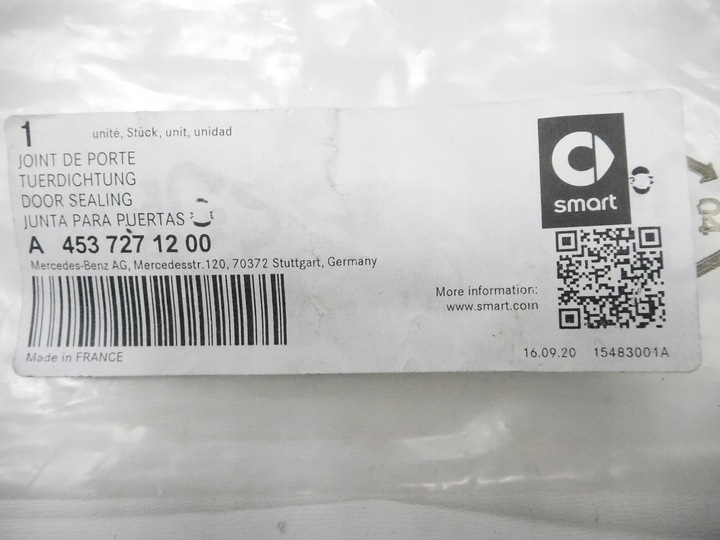 1 unité, Stück, unit, unidad
JOINT DE PORTE
TUERDICHTUNG
DOOR SEALING
JUNTA PARA PUERTAS
A 453 727 12 00
Mercedes-Benz AG, Mercedesstr.120, 70372 Stuttgart, Germany
Made in FRANCE
smart
More information:
www.smart.com
16.09.20 15483001A
04